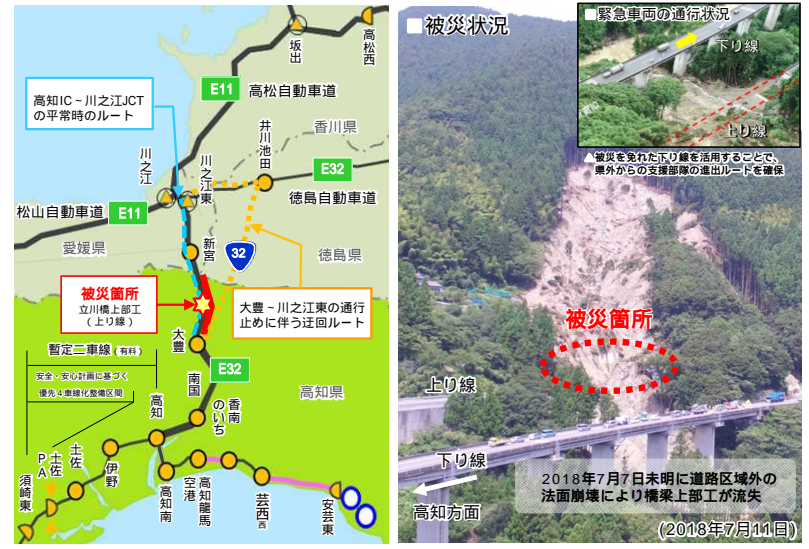 坂出
高松西
E11
高松自動車道
高知IC~川之江JCT
の平常時のルート
香川県
井川池田
川之江
川之江東
E32
徳島自動車道
松山自動車道
E11
愛媛県
新宮
32
徳島県
被災箇所
立川橋上部工
(上り線)
大豊~川之江東の通行
止めに伴う迂回ルート
大豊
暫定二車線(有料)
E32
安全・安心計画に基づく
優先4車線化整備区間
南国
高知
高知県
香南
のいち
土佐
PA
土佐
伊野
須崎東
高知南
高知龍馬
空港
芸西西
安芸東
■被災状況
■緊急車両の通行状況
下り線
上り線
▲被災を免れた下り線を活用することで、
県外からの支援部隊の進出ルートを確保
被災箇所
上り線
下り線
高知方面
2018年7月7日未明に道路区域外の
法面崩壊により橋梁上部工が流失
(2018年7月11日)